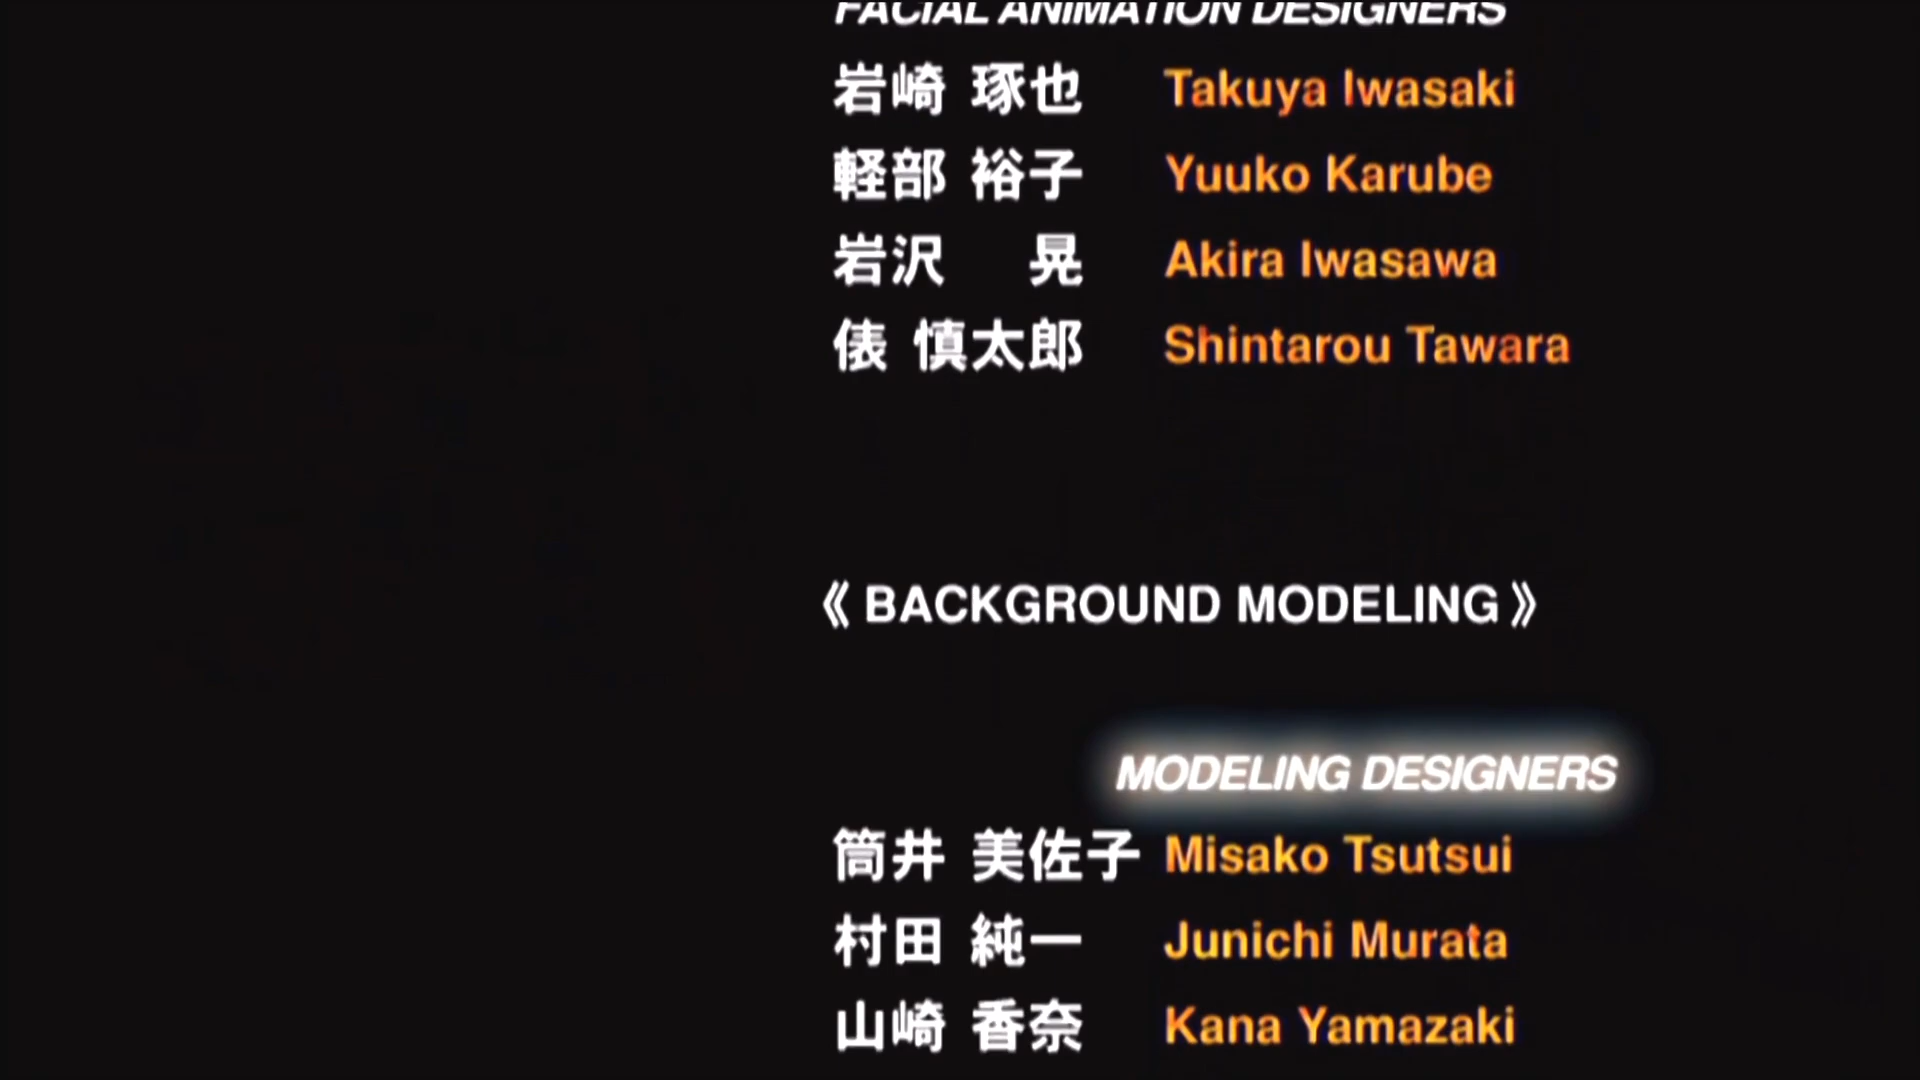 FACIAL ANIMATION DESIGNERS
岩崎 琢也 Takuya Iwasaki
軽部 裕子 Yuuko Karube
岩沢 晃 Akira Iwasawa
俵 慎太郎 Shintarou Tawara
《 BACKGROUND MODELING 》
MODELING DESIGNERS
筒井 美佐子 Misako Tsutsui
村田 純一 Junichi Murata
山崎 香奈 Kana Yamazaki